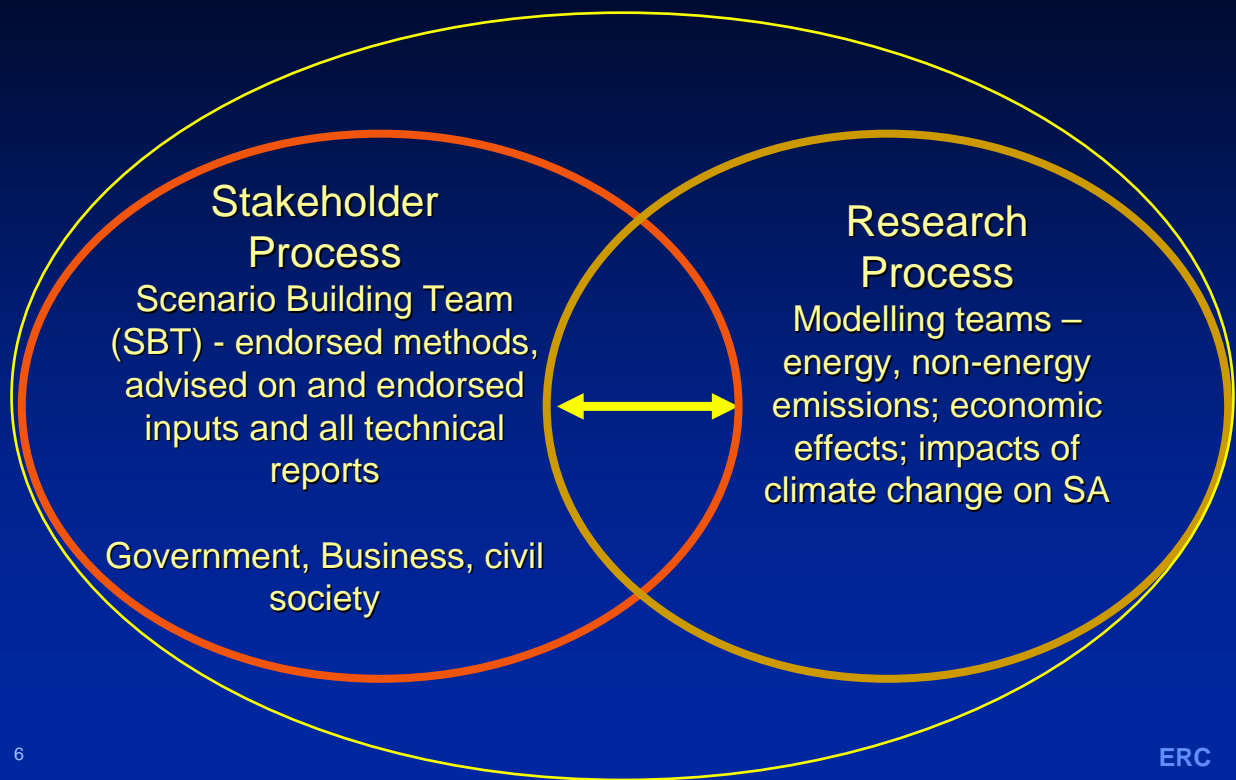 Stakeholder
Process
Scenario Building Team
(SBT) - endorsed methods,
advised on and endorsed
inputs and all technical
reports
Government, Business, civil
society
Research
Process
Modelling teams –
energy, non-energy
emissions; economic
effects; impacts of
climate change on SA
6
ERC